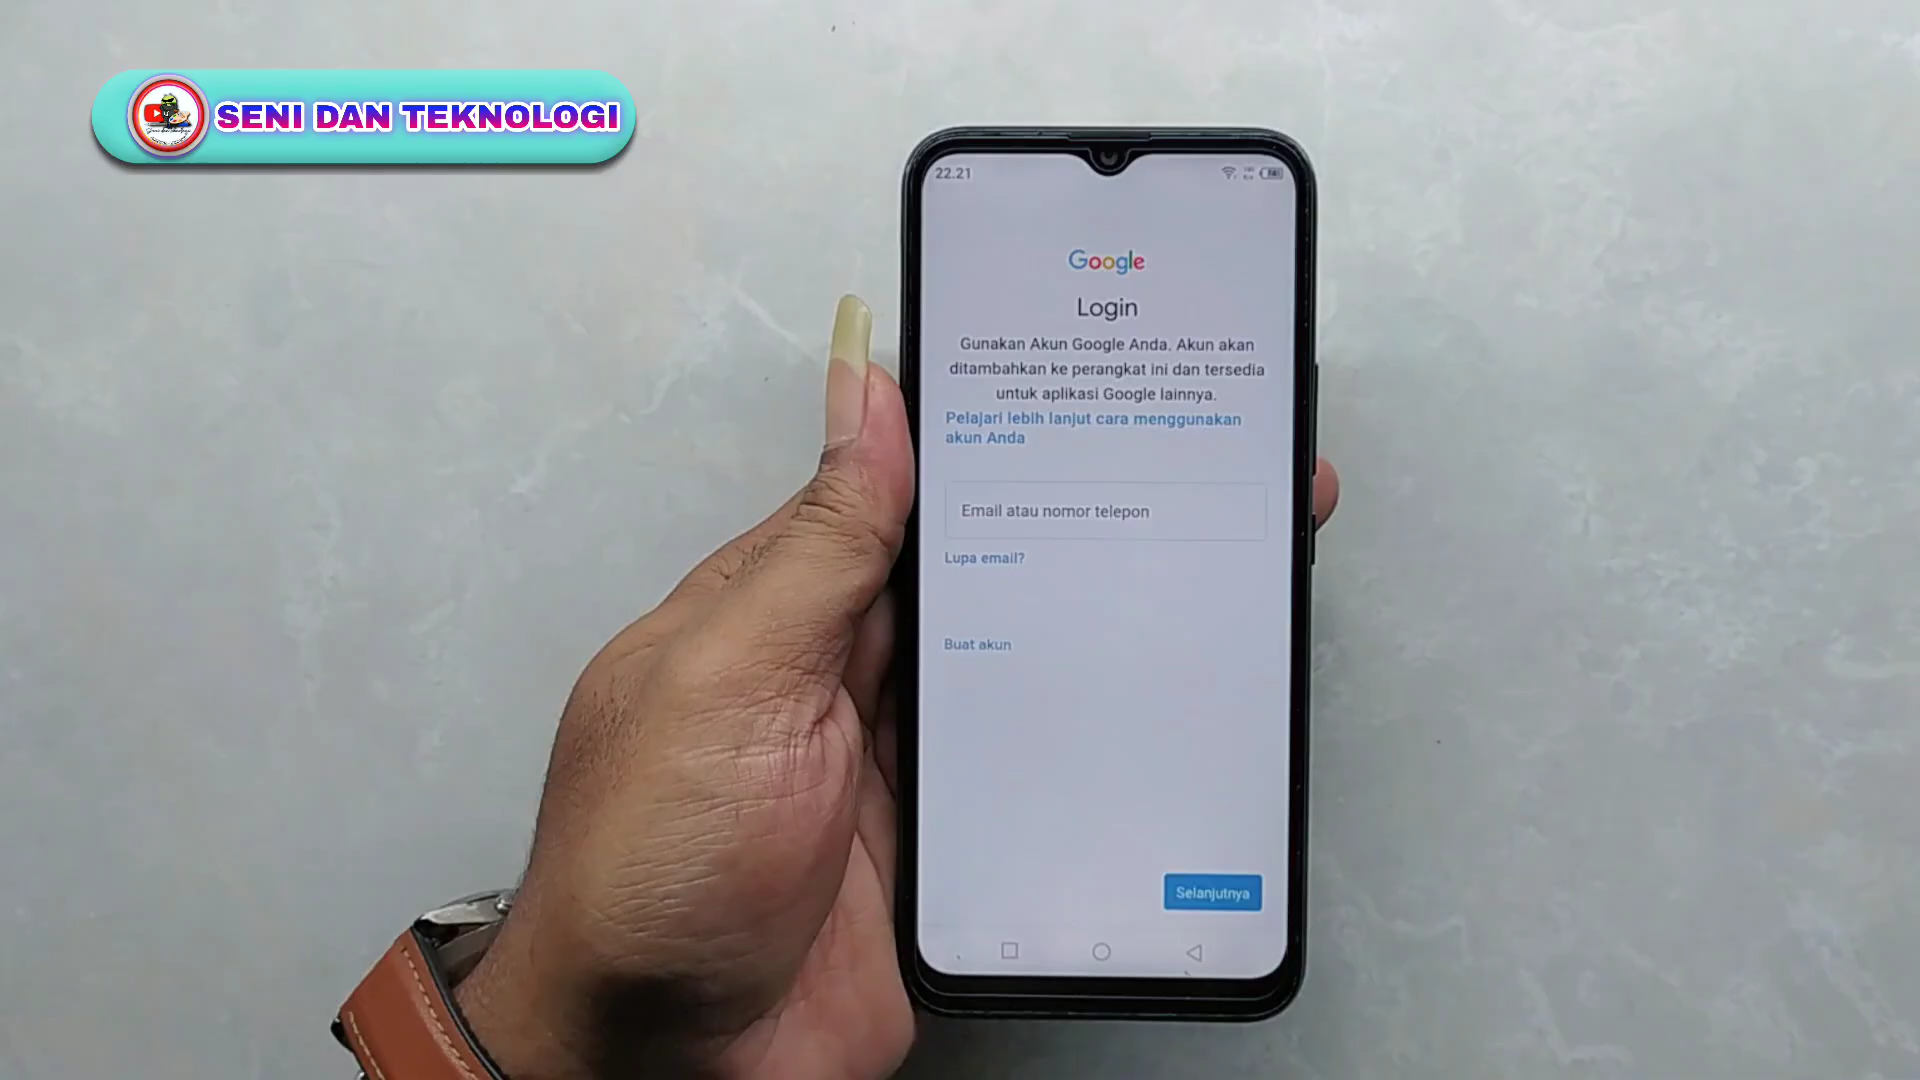 SENI DAN TEKNOLOGI
22.21
Google
Login
Gunakan Akun Google Anda. Akun akan
ditambahkan ke perangkat ini dan tersedia
untuk aplikasi Google lainnya.
Pelajari lebih lanjut cara menggunakan
akun Anda
Email atau nomor telepon
Lupa email?
Buat akun
Selanjutnya